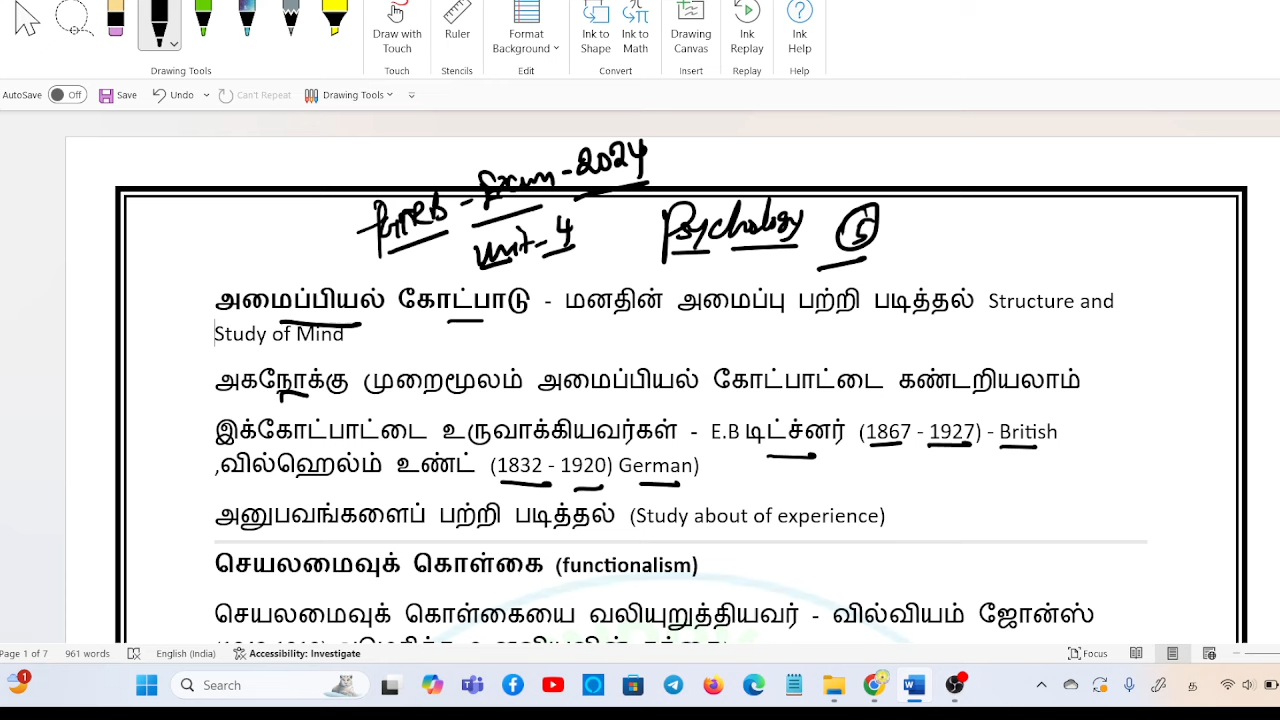 Draw with Touch
Ruler
Format Background
Ink to Shape
Ink to Math
Drawing Canvas
Ink Replay
Ink Help
Drawing Tools
Touch
Stencils
Edit
Convert
Insert
Replay
Help
AutoSave Off Save Undo Can't Repeat Drawing Tools
PGTRB - Exam - 2024
Unit - 4 Psychology 5
அமைப்பியல் கோட்பாடு - மனதின் அமைப்பு பற்றி படித்தல் Structure and
Study of Mind
அகநோக்கு முறைமூலம் அமைப்பியல் கோட்பாட்டை கண்டறியலாம்
இக்கோட்பாட்டை உருவாக்கியவர்கள் - E.B டிட்ச்னர் (1867 - 1927) - British
,வில்ஹெல்ம் உண்ட் (1832 - 1920) German)
அனுபவங்களைப் பற்றி படித்தல் (Study about of experience)
செயலமைவுக் கொள்கை (functionalism)
செயலமைவுக் கொள்கையை வலியுறுத்தியவர் - வில்வியம் ஜோன்ஸ்
Page 1 of 7 961 words English (India) Accessibility: Investigate Focus
1 Search